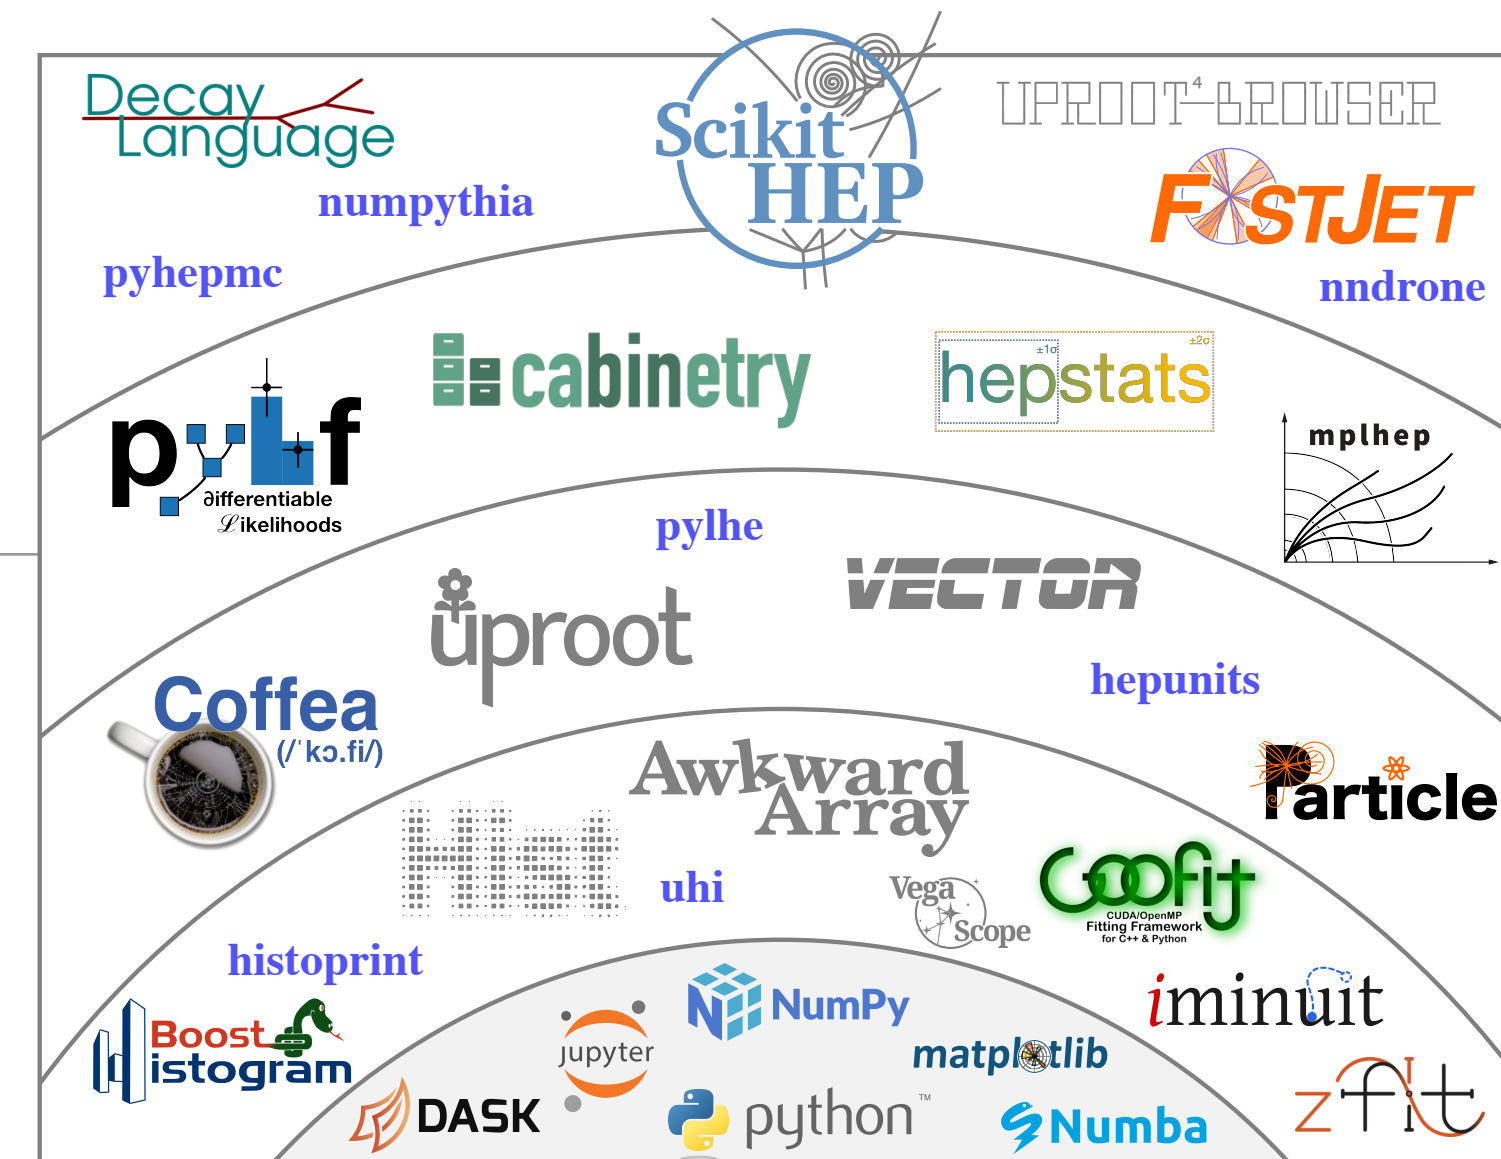 Decay
Language
Scikit
HEP
UPROOT4-BROWSER
numpythia
FASTJET
pyhepmc
nndrone
cabinetry
±1σ
±2σ
hepstats
pyhf
∂ifferentiable
ℒikelihoods
mplhep
pylhe
VECTOR
uproot
hepunits
Coffea
(/ˈkɔ.fi/)
Awkward
Array
Particle
Hist
uhi
Vega
Scope
GooFit
CUDA/OpenMP
Fitting Framework
for C++ & Python
histoprint
NumPy
iminuit
Boost
Histogram
jupyter
matplotlib
DASK
python™
Numba
zfit